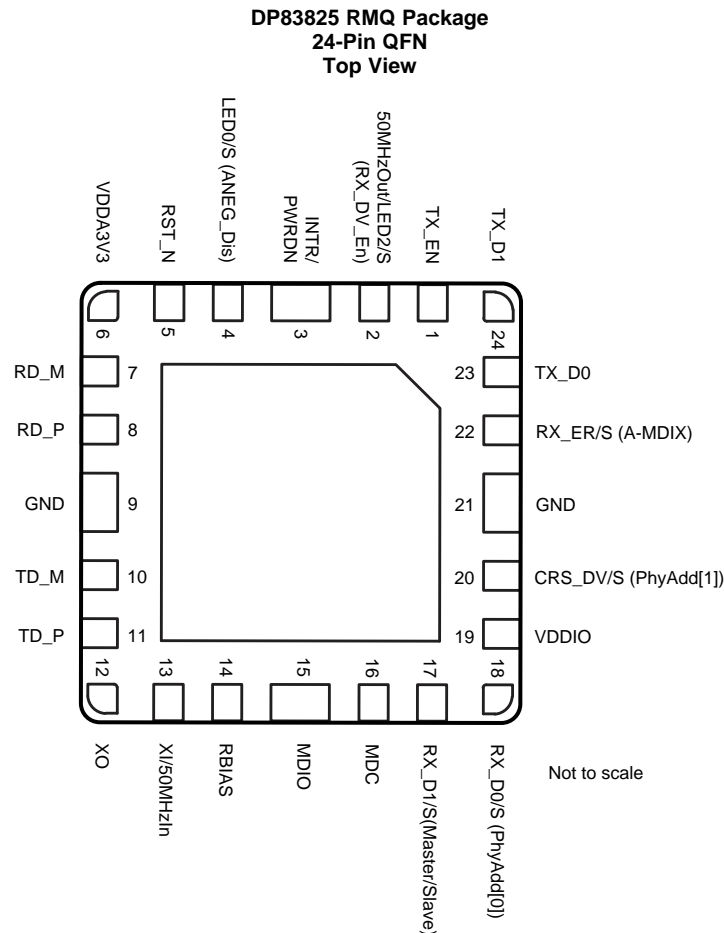 DP83825 RMQ Package
24-Pin QFN
Top View
VDDA3V3
RST_N
LED0/S (ANEG_Dis)
INTR/
PWRDN
50MHzOut/LED2/S
(RX_DV_En)
TX_EN
TX_D1
6
5
4
3
2
1
24
RD_M 7
23 TX_D0
RD_P 8
22 RX_ER/S (A-MDIX)
GND 9
21 GND
TD_M 10
20 CRS_DV/S (PhyAdd[1])
TD_P 11
19 VDDIO
12
13
14
15
16
17
18
XO
XI/50MHzIn
RBIAS
MDIO
MDC
RX_D1/S(Master/Slave)
RX_D0/S (PhyAdd[0])
Not to scale